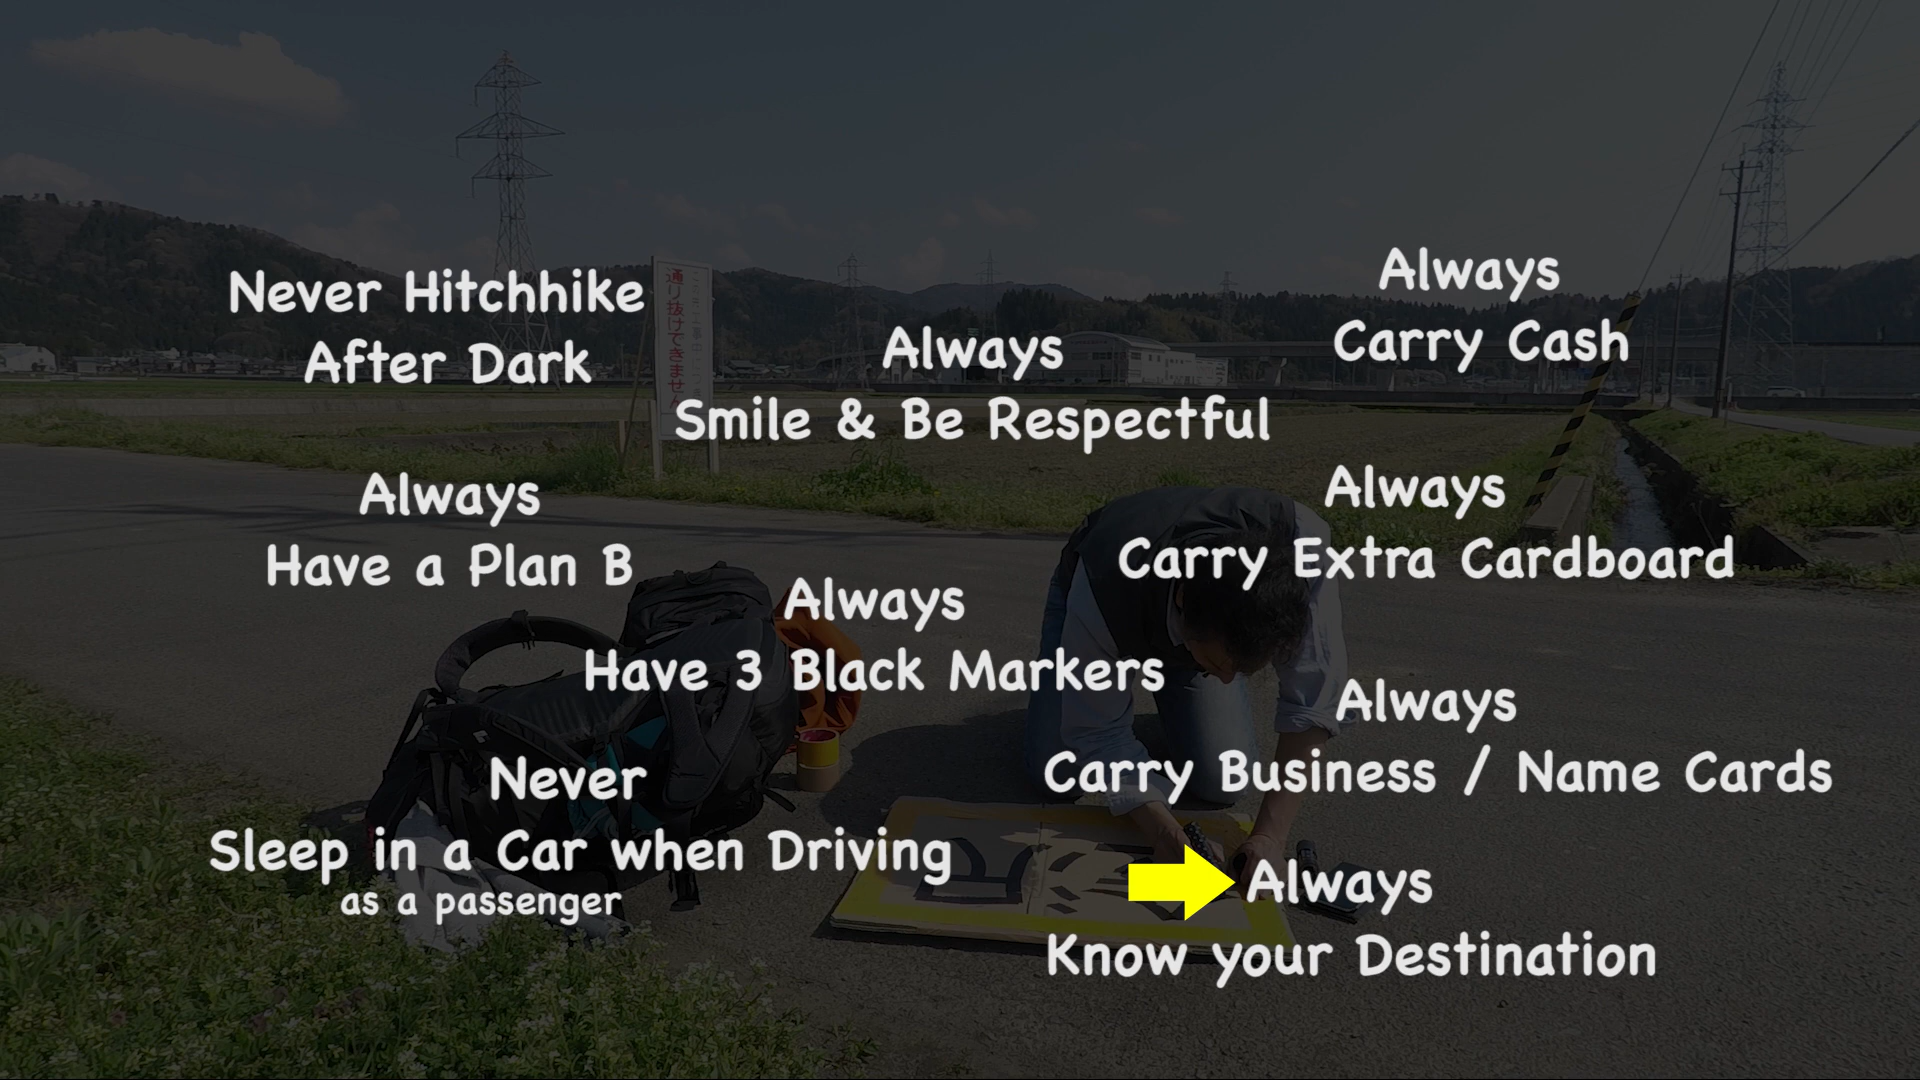 Never Hitchhike
After Dark
Always
Smile & Be Respectful
Always
Carry Cash
Always
Have a Plan B
Always
Carry Extra Cardboard
Always
Have 3 Black Markers
Always
Carry Business / Name Cards
Never
Sleep in a Car when Driving
as a passenger
Always
Know your Destination
通り抜けできません